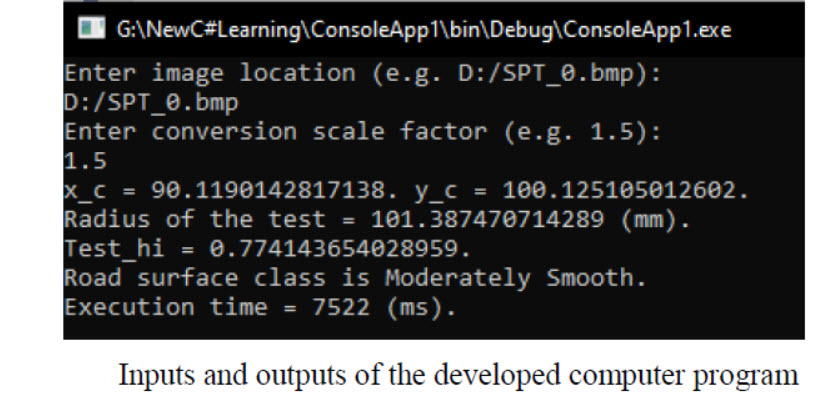 G:\NewC#Learning\ConsoleApp1\bin\Debug\ConsoleApp1.exe
Enter image location (e.g. D:/SPT_0.bmp):
D:/SPT_0.bmp
Enter conversion scale factor (e.g. 1.5):
1.5
x_c = 90.1190142817138. y_c = 100.125105012602.
Radius of the test = 101.387470714289 (mm).
Test_hi = 0.774143654028959.
Road surface class is Moderately Smooth.
Execution time = 7522 (ms).
Inputs and outputs of the developed computer program